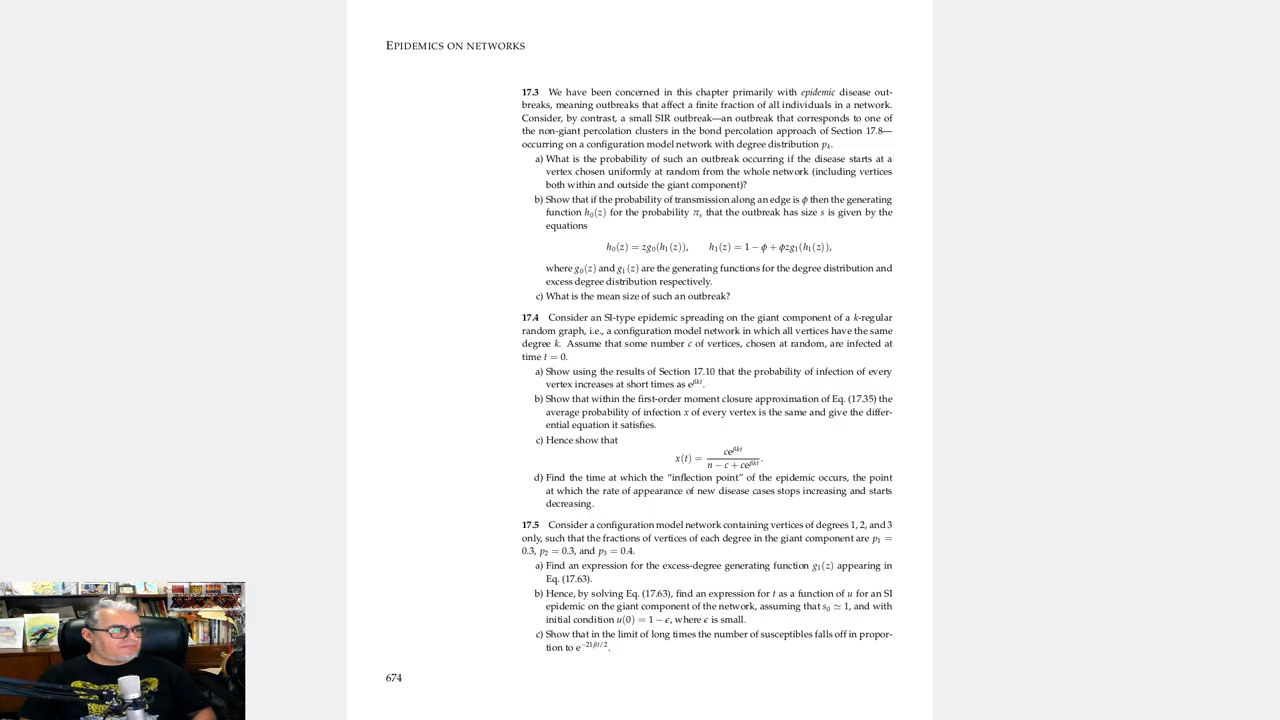 EPIDEMICS ON NETWORKS
17.3 We have been concerned in this chapter primarily with epidemic disease out-
breaks, meaning outbreaks that affect a finite fraction of all individuals in a network.
Consider, by contrast, a small SIR outbreak—an outbreak that corresponds to one of
the non-giant percolation clusters in the bond percolation approach of Section 17.8—
occurring on a configuration model network with degree distribution pₖ.
a) What is the probability of such an outbreak occurring if the disease starts at a
vertex chosen uniformly at random from the whole network (including vertices
both within and outside the giant component)?
b) Show that if the probability of transmission along an edge is ϕ then the generating
function h₀(z) for the probability πₛ that the outbreak has size s is given by the
equations
h₀(z) = zg₀(h₁(z)), h₁(z) = 1 − ϕ + ϕzg₁(h₁(z)),
where g₀(z) and g₁(z) are the generating functions for the degree distribution and
excess degree distribution respectively.
c) What is the mean size of such an outbreak?
17.4 Consider an SI-type epidemic spreading on the giant component of a k-regular
random graph, i.e., a configuration model network in which all vertices have the same
degree k. Assume that some number c of vertices, chosen at random, are infected at
time t = 0.
a) Show using the results of Section 17.10 that the probability of infection of every
vertex increases at short times as e^{βkt}.
b) Show that within the first-order moment closure approximation of Eq. (17.35) the
average probability of infection x of every vertex is the same and give the differ-
ential equation it satisfies.
c) Hence show that
x(t) = ce^{βkt} / (n − c + ce^{βkt}).
d) Find the time at which the “inflection point” of the epidemic occurs, the point
at which the rate of appearance of new disease cases stops increasing and starts
decreasing.
17.5 Consider a configuration model network containing vertices of degrees 1, 2, and 3
only, such that the fractions of vertices of each degree in the giant component are p₁ =
0.3, p₂ = 0.3, and p₃ = 0.4.
a) Find an expression for the excess-degree generating function g₁(z) appearing in
Eq. (17.63).
b) Hence, by solving Eq. (17.63), find an expression for t as a function of u for an SI
epidemic on the giant component of the network, assuming that s₀ ≃ 1, and with
initial condition u(0) = 1 − ϵ, where ϵ is small.
c) Show that in the limit of long times the number of susceptibles falls off in propor-
tion to e^{−21βt/2}.
674